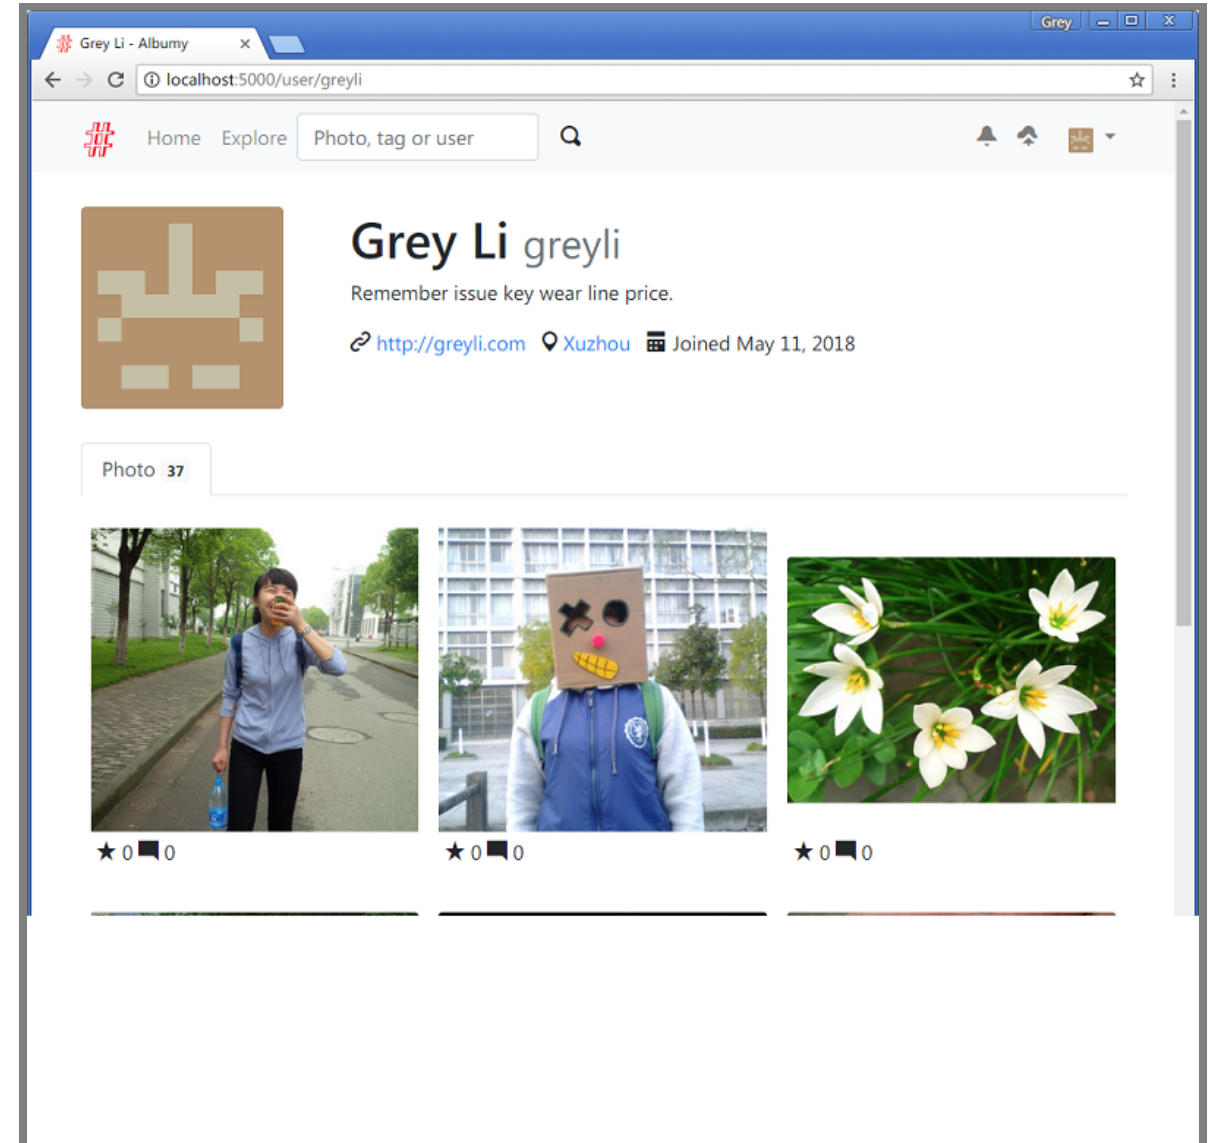 Grey
Grey Li - Albumy
localhost:5000/user/greyli
Home Explore Photo, tag or user
Grey Li greyli
Remember issue key wear line price.
http://greyli.com Xuzhou Joined May 11, 2018
Photo 37
0 0 0 0 0 0